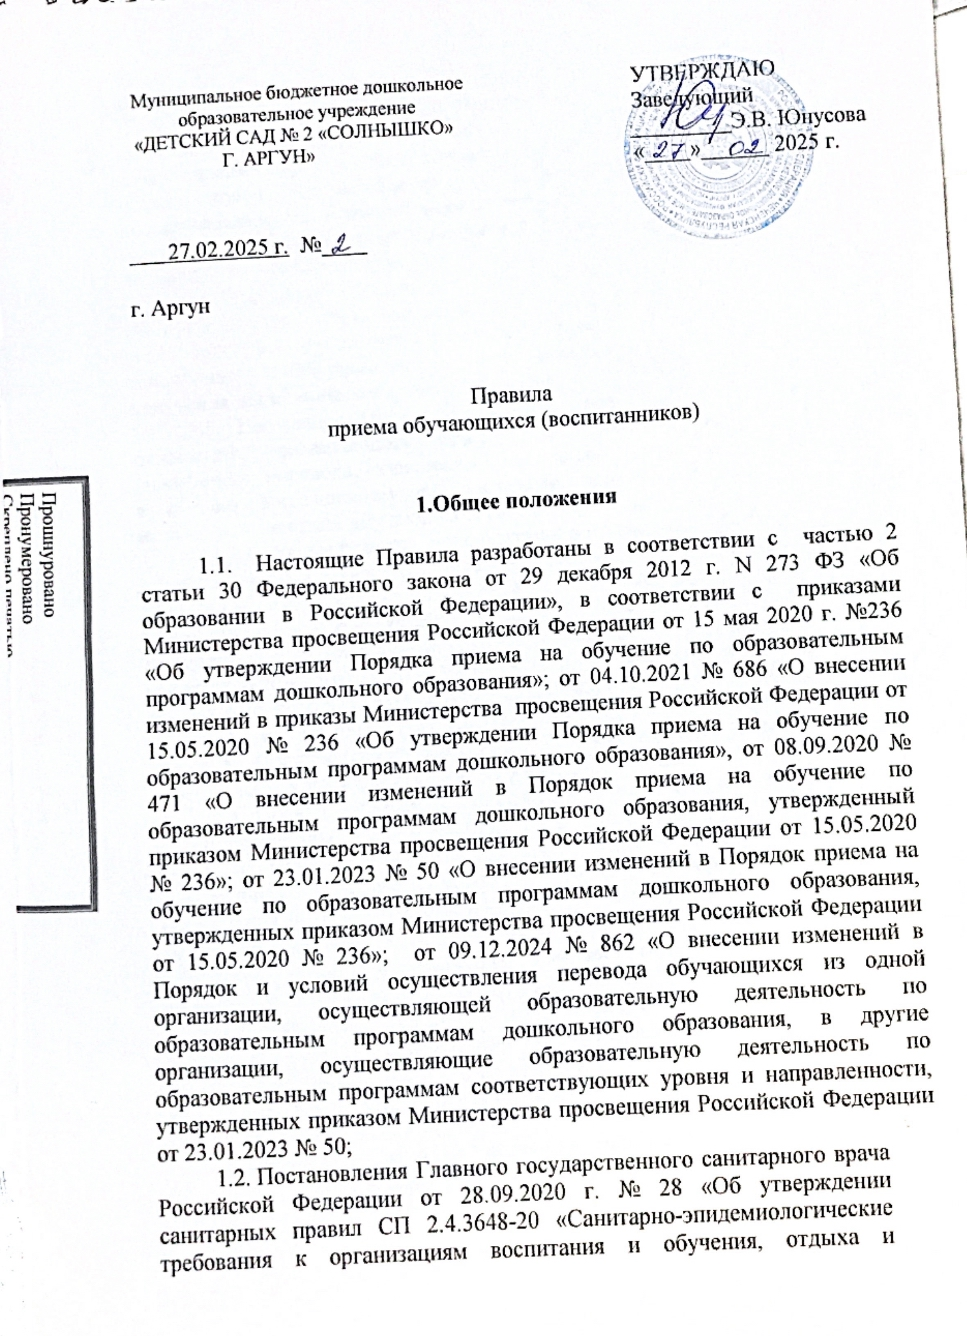 Муниципальное бюджетное дошкольное
образовательное учреждение
«ДЕТСКИЙ САД № 2 «СОЛНЫШКО»
Г. АРГУН»
УТВЕРЖДАЮ
Заведующий
Э.В. Юнусова
«27» 02 2025 г.
27.02.2025 г. № 2
г. Аргун
Правила
приема обучающихся (воспитанников)
1.Общее положения
Прошнуровано
Пронумеровано
1.1. Настоящие Правила разработаны в соответствии с частью 2
статьи 30 Федерального закона от 29 декабря 2012 г. N 273 ФЗ «Об
образовании в Российской Федерации», в соответствии с приказами
Министерства просвещения Российской Федерации от 15 мая 2020 г. №236
«Об утверждении Порядка приема на обучение по образовательным
программам дошкольного образования»; от 04.10.2021 № 686 «О внесении
изменений в приказы Министерства просвещения Российской Федерации от
15.05.2020 № 236 «Об утверждении Порядка приема на обучение по
образовательным программам дошкольного образования», от 08.09.2020 №
471 «О внесении изменений в Порядок приема на обучение по
образовательным программам дошкольного образования, утвержденный
приказом Министерства просвещения Российской Федерации от 15.05.2020
№ 236»; от 23.01.2023 № 50 «О внесении изменений в Порядок приема на
обучение по образовательным программам дошкольного образования,
утвержденных приказом Министерства просвещения Российской Федерации
от 15.05.2020 № 236»; от 09.12.2024 № 862 «О внесении изменений в
Порядок и условий осуществления перевода обучающихся из одной
организации, осуществляющей образовательную деятельность по
образовательным программам дошкольного образования, в другие
организации, осуществляющие образовательную деятельность по
образовательным программам соответствующих уровня и направленности,
утвержденных приказом Министерства просвещения Российской Федерации
от 23.01.2023 № 50;
1.2. Постановления Главного государственного санитарного врача
Российской Федерации от 28.09.2020 г. № 28 «Об утверждении
санитарных правил СП 2.4.3648-20 «Санитарно-эпидемиологические
требования к организациям воспитания и обучения, отдыха и